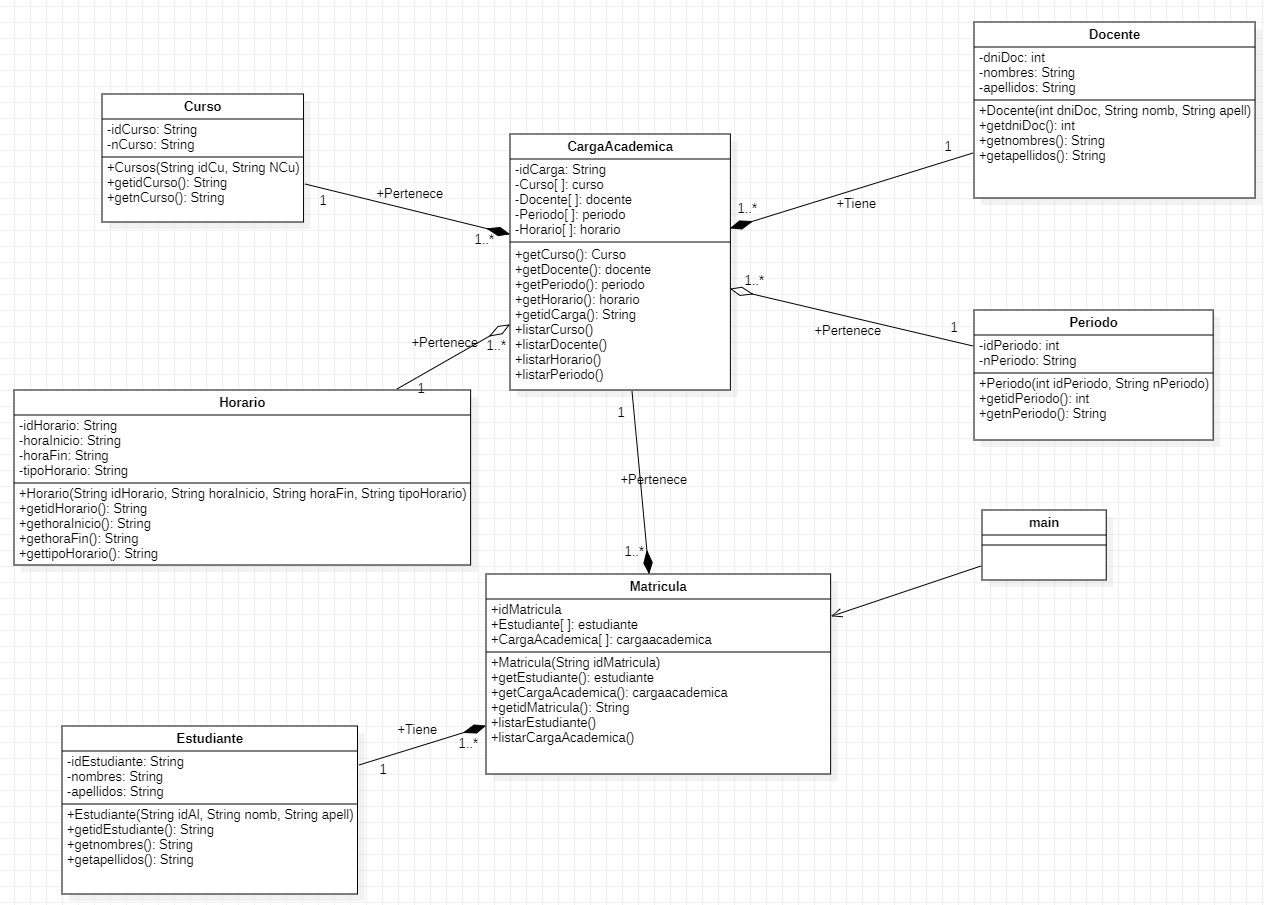 Docente
-dniDoc: int
-nombres: String
-apellidos: String
+Docente(int dniDoc, String nomb, String apell)
+getdniDoc(): int
+getnombres(): String
+getapellidos(): String
Curso
-idCurso: String
-nCurso: String
+Cursos(String idCu, String NCu)
+getidCurso(): String
+getnCurso(): String
CargaAcademica
-idCarga: String
-Curso[ ]: curso
-Docente[ ]: docente
-Periodo[ ]: periodo
-Horario[ ]: horario
+getCurso(): Curso
+getDocente(): docente
+getPeriodo(): periodo
+getHorario(): horario
+getidCarga(): String
+listarCurso()
+listarDocente()
+listarHorario()
+listarPeriodo()
1
+Pertenece
1..*
1
+Tiene
1..*
1..*
+Pertenece
1
+Pertenece
1..*
1
Periodo
-idPeriodo: int
-nPeriodo: String
+Periodo(int idPeriodo, String nPeriodo)
+getidPeriodo(): int
+getnPeriodo(): String
Horario
-idHorario: String
-horaInicio: String
-horaFin: String
-tipoHorario: String
+Horario(String idHorario, String horaInicio, String horaFin, String tipoHorario)
+getidHorario(): String
+gethoraInicio(): String
+gethoraFin(): String
+gettipoHorario(): String
1
+Pertenece
1..*
main
Matricula
+idMatricula
+Estudiante[ ]: estudiante
+CargaAcademica[ ]: cargaacademica
+Matricula(String idMatricula)
+getEstudiante(): estudiante
+getCargaAcademica(): cargaacademica
+getidMatricula(): String
+listarEstudiante()
+listarCargaAcademica()
+Tiene
1..*
1
Estudiante
-idEstudiante: String
-nombres: String
-apellidos: String
+Estudiante(String idAl, String nomb, String apell)
+getidEstudiante(): String
+getnombres(): String
+getapellidos(): String